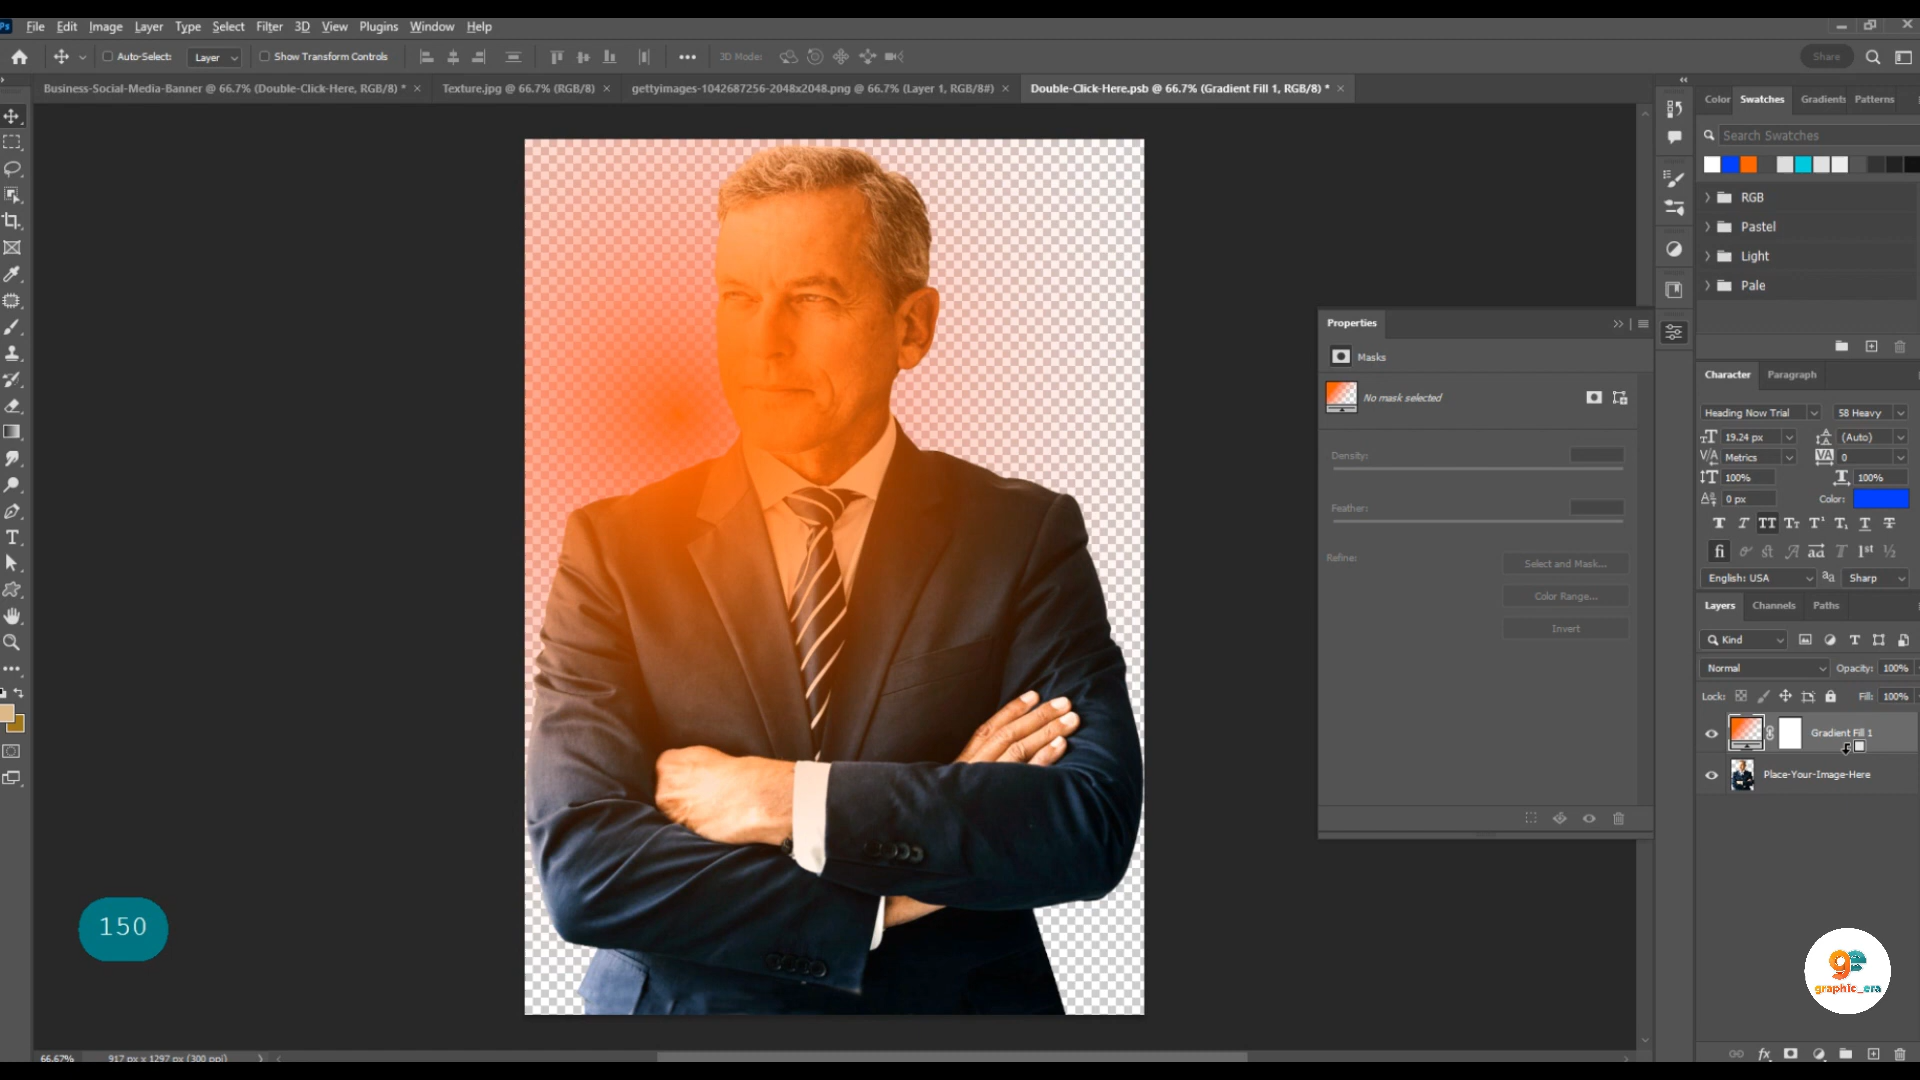 Ps File Edit Image Layer Type Select Filter 3D View Plugins Window Help
Auto-Select: Layer Show Transform Controls 3D Mode: Share
Business-Social-Media-Banner @ 66.7% (Double-Click-Here, RGB/8) * × Texture.jpg @ 66.7% (RGB/8) × gettyimages-1042687256-2048x2048.png @ 66.7% (Layer 1, RGB/8#) × Double-Click-Here.psb @ 66.7% (Gradient Fill 1, RGB/8) * ×
Color Swatches Gradients Patterns
Search Swatches
RGB
Pastel
Light
Pale
Properties
Masks
No mask selected
Density:
Feather:
Refine:
Select and Mask...
Color Range...
Invert
Character Paragraph
Heading Now Trial 58 Heavy
19.24 px (Auto)
Metrics 0
100% 100%
0 px Color:
English: USA Sharp
Layers Channels Paths
Kind
Normal Opacity: 100%
Lock: Fill: 100%
Gradient Fill 1
Place-Your-Image-Here
150
graphic_era
66.67% 917 px x 1297 px (300 ppi)